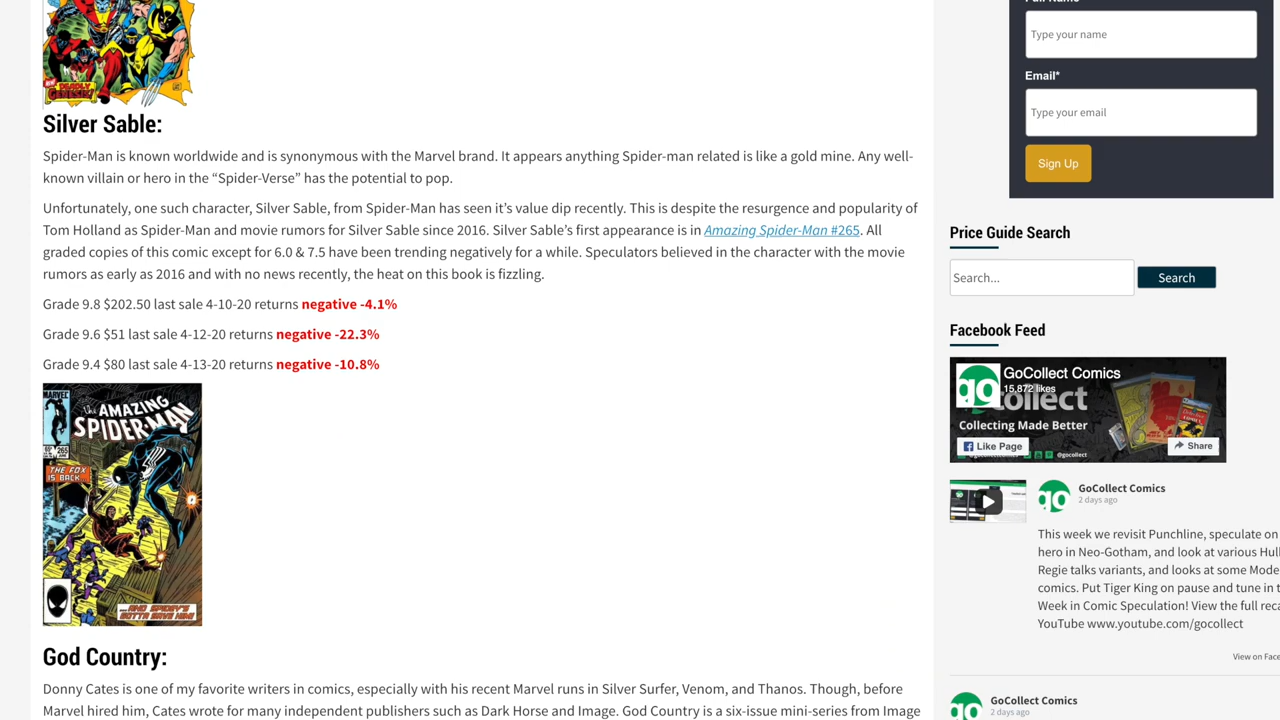 DEADLY
GENESIS!
Silver Sable:
Spider-Man is known worldwide and is synonymous with the Marvel brand. It appears anything Spider-man related is like a gold mine. Any well-
known villain or hero in the “Spider-Verse” has the potential to pop.
Unfortunately, one such character, Silver Sable, from Spider-Man has seen it’s value dip recently. This is despite the resurgence and popularity of
Tom Holland as Spider-Man and movie rumors for Silver Sable since 2016. Silver Sable’s first appearance is in Amazing Spider-Man #265. All
graded copies of this comic except for 6.0 & 7.5 have been trending negatively for a while. Speculators believed in the character with the movie
rumors as early as 2016 and with no news recently, the heat on this book is fizzling.
Grade 9.8 $202.50 last sale 4-10-20 returns negative -4.1%
Grade 9.6 $51 last sale 4-12-20 returns negative -22.3%
Grade 9.4 $80 last sale 4-13-20 returns negative -10.8%
MARVEL
THE AMAZING
SPIDER-MAN
265
THE FOX
IS BACK...
...AND SPIDEY'S
GOTTA SAVE HIM!
God Country:
Donny Cates is one of my favorite writers in comics, especially with his recent Marvel runs in Silver Surfer, Venom, and Thanos. Though, before
Marvel hired him, Cates wrote for many independent publishers such as Dark Horse and Image. God Country is a six-issue mini-series from Image
Full Name
Type your name
Email*
Type your email
Sign Up
Price Guide Search
Search...
Search
Facebook Feed
GoCollect Comics
15,872 likes
go
collect
Collecting Made Better
Like Page
Share
@gocollect
go
GoCollect Comics
2 days ago
This week we revisit Punchline, speculate on
hero in Neo-Gotham, and look at various Hul
Regie talks variants, and looks at some Mode
comics. Put Tiger King on pause and tune in t
Week in Comic Speculation! View the full reca
YouTube www.youtube.com/gocollect
View on Face
GoCollect Comics
2 days ago